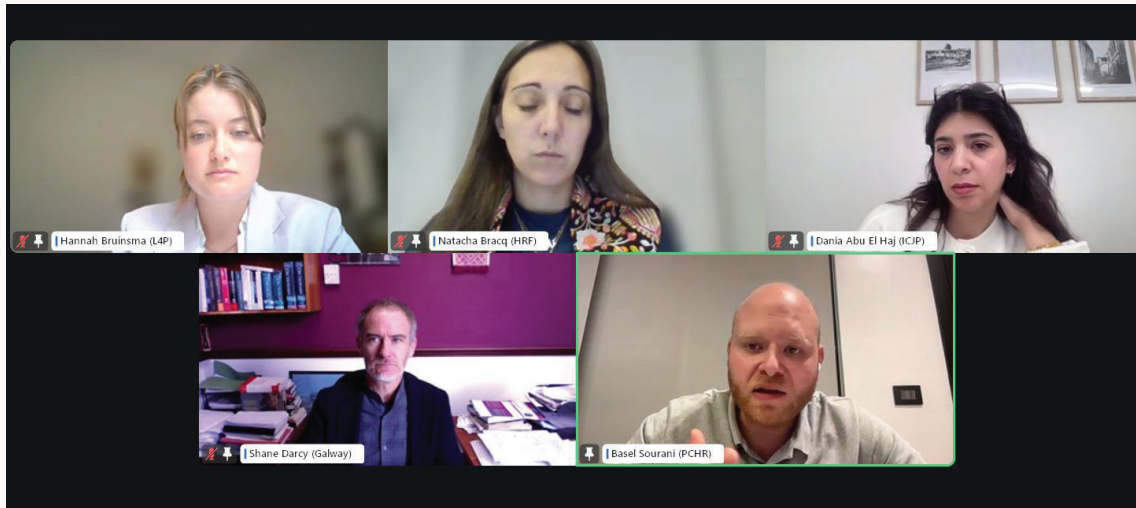 Hannah Bruinsma (L4P)
Natacha Bracq (HRF)
Dania Abu El Haj (ICJP)
Shane Darcy (Galway)
Basel Sourani (PCHR)